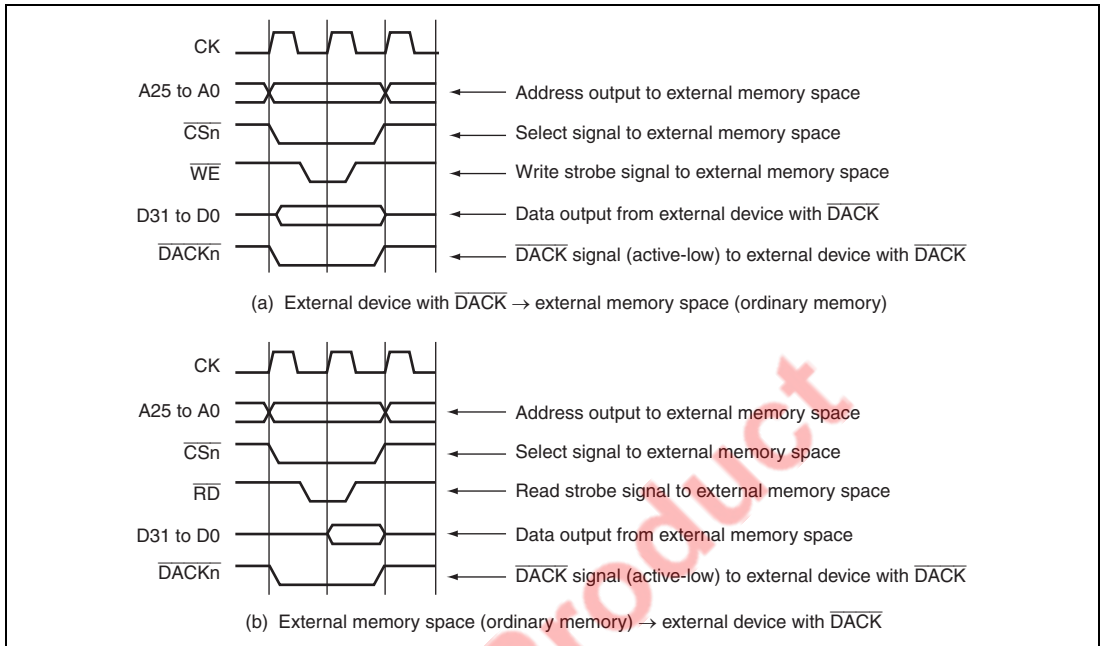 CK
A25 to A0 Address output to external memory space
CSn Select signal to external memory space
WE Write strobe signal to external memory space
D31 to D0 Data output from external device with DACK
DACKn DACK signal (active-low) to external device with DACK
(a) External device with DACK → external memory space (ordinary memory)
CK
A25 to A0 Address output to external memory space
CSn Select signal to external memory space
RD Read strobe signal to external memory space
D31 to D0 Data output from external memory space
DACKn DACK signal (active-low) to external device with DACK
(b) External memory space (ordinary memory) → external device with DACK
Product